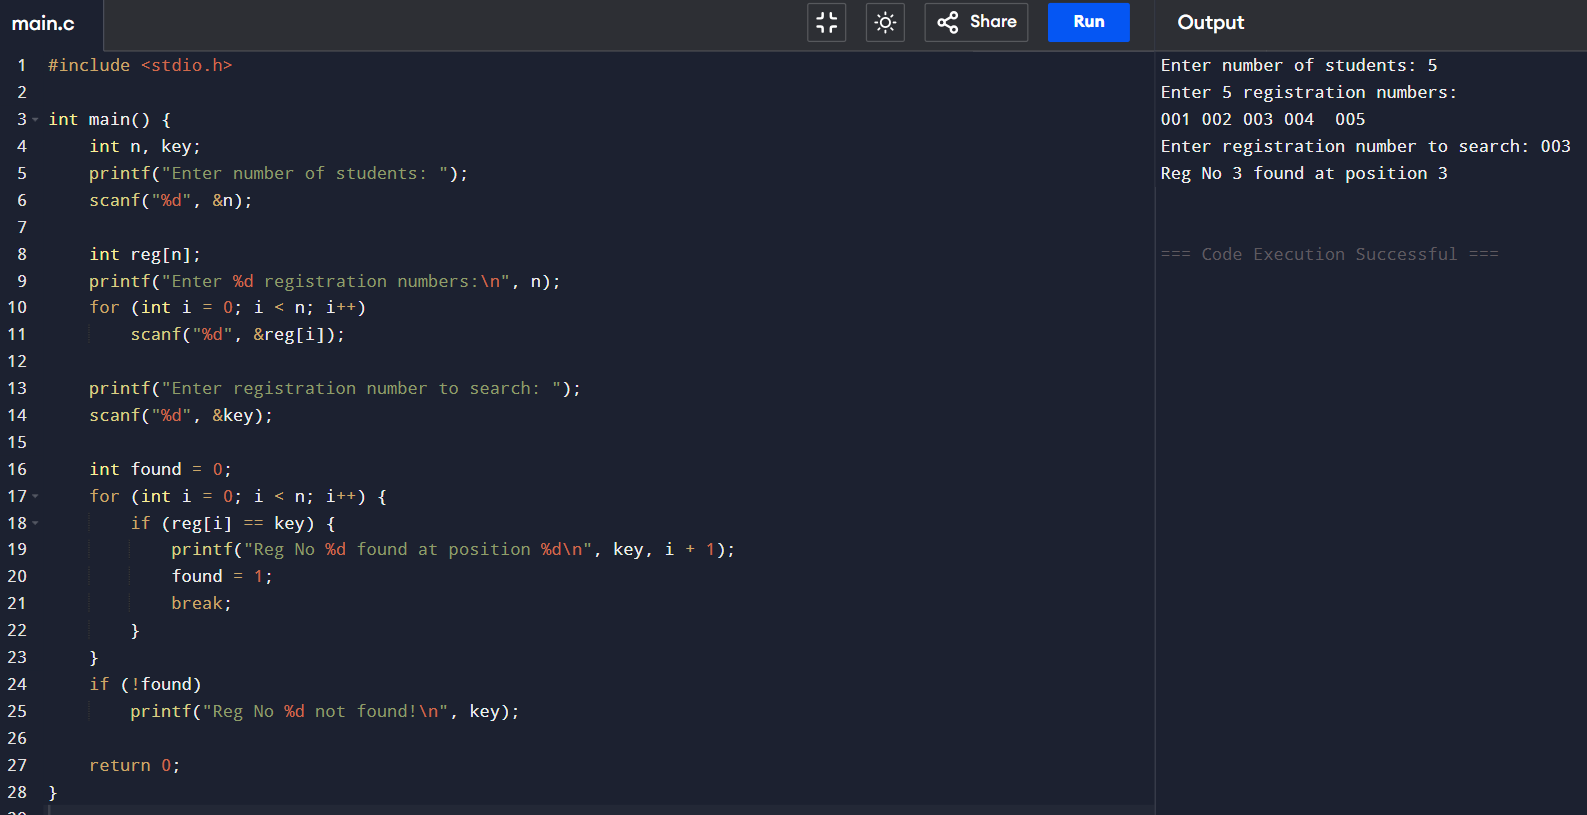 main.c
Share
Run
Output
1 #include <stdio.h>
2
3 int main() {
4     int n, key;
5     printf("Enter number of students: ");
6     scanf("%d", &n);
7
8     int reg[n];
9     printf("Enter %d registration numbers:\n", n);
10     for (int i = 0; i < n; i++)
11         scanf("%d", &reg[i]);
12
13     printf("Enter registration number to search: ");
14     scanf("%d", &key);
15
16     int found = 0;
17     for (int i = 0; i < n; i++) {
18         if (reg[i] == key) {
19             printf("Reg No %d found at position %d\n", key, i + 1);
20             found = 1;
21             break;
22         }
23     }
24     if (!found)
25         printf("Reg No %d not found!\n", key);
26
27     return 0;
28 }
Enter number of students: 5
Enter 5 registration numbers:
001 002 003 004  005
Enter registration number to search: 003
Reg No 3 found at position 3
=== Code Execution Successful ===